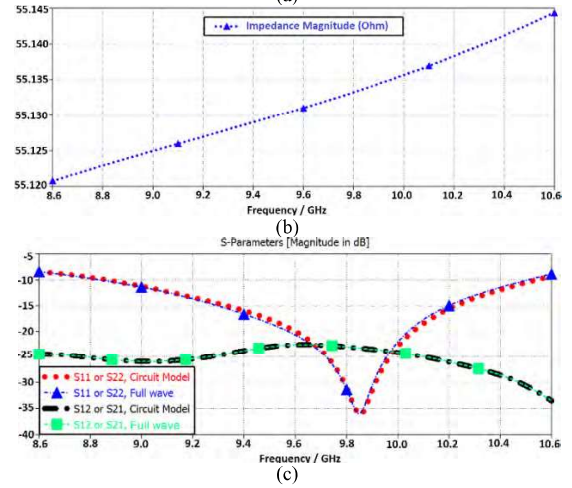 (a)
55.145
Impedance Magnitude (Ohm)
55.140
55.135
55.130
55.125
55.120
8.6 9.0 9.2 9.4 9.6 9.8 10.0 10.2 10.4 10.6
Frequency / GHz
(b)
S-Parameters [Magnitude in dB]
-5
-10
-15
-20
-25
-30
-35
-40
S11 or S22, Circuit Model
S11 or S22, Full wave
S12 or S21, Circuit Model
S12 or S21, Full wave
8.6 8.8 9.0 9.2 9.4 9.6 9.8 10.0 10.2 10.4 10.6
Frequency / GHz
(c)